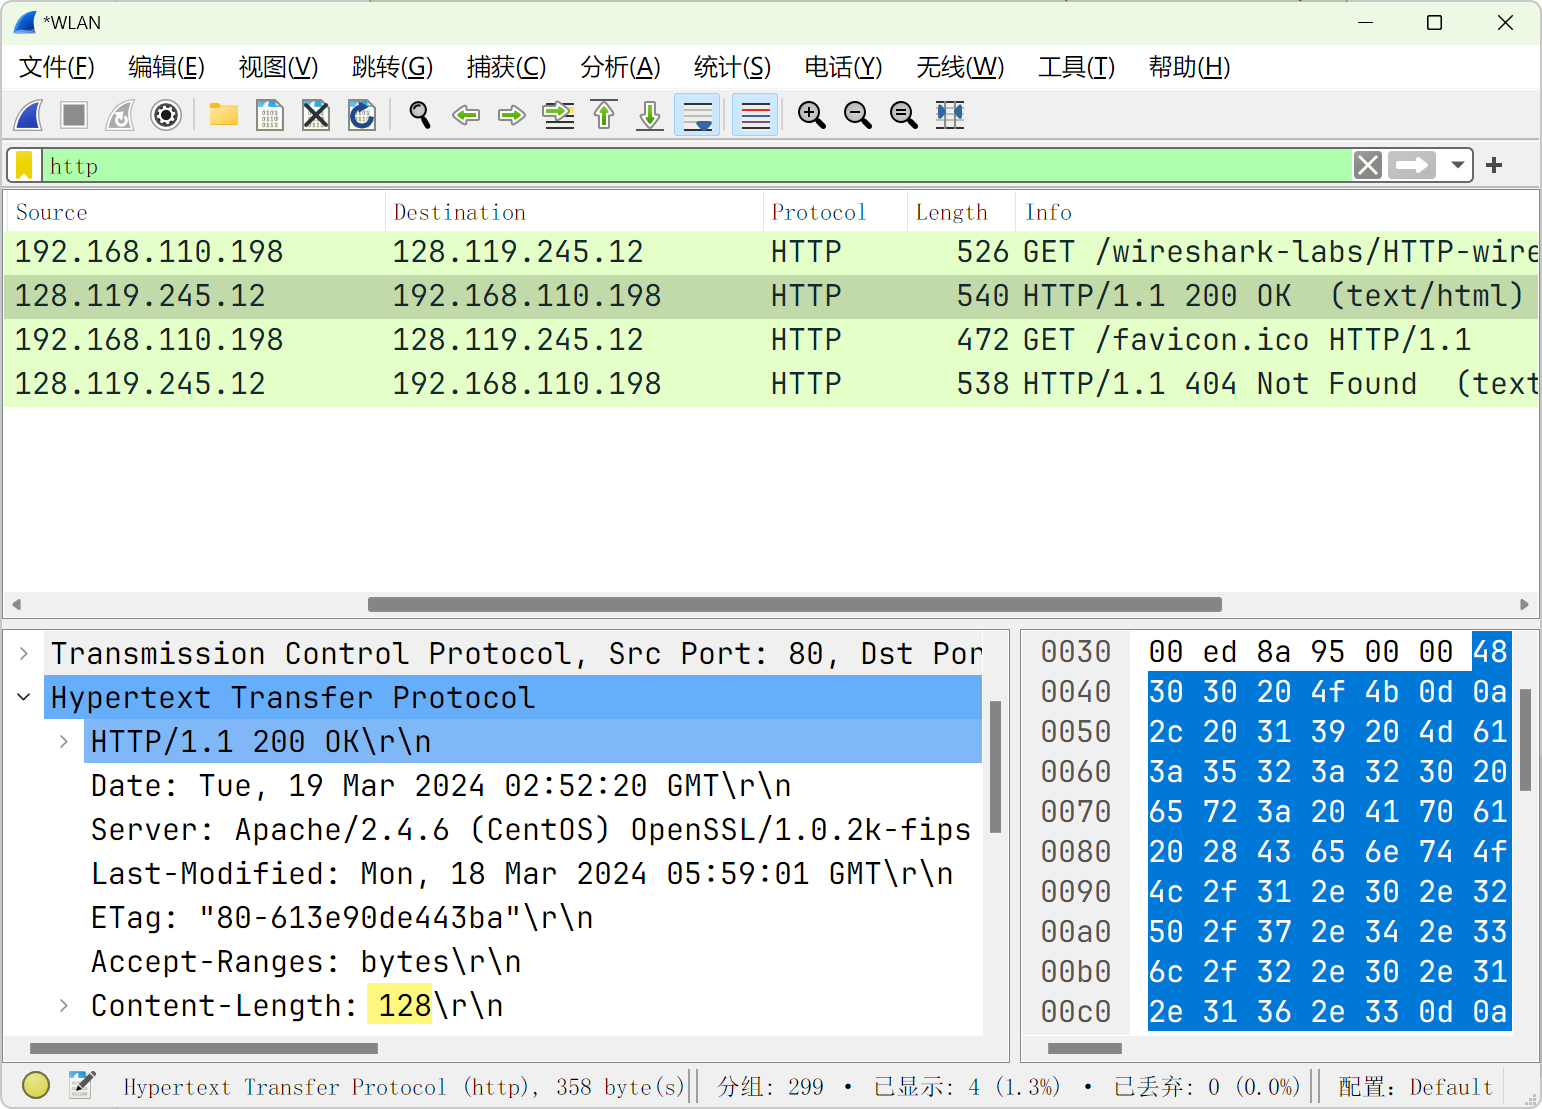 *WLAN
文件(F) 编辑(E) 视图(V) 跳转(G) 捕获(C) 分析(A) 统计(S) 电话(Y) 无线(W) 工具(T) 帮助(H)
http
Source Destination Protocol Length Info
192.168.110.198 128.119.245.12 HTTP 526 GET /wireshark-labs/HTTP-wire
128.119.245.12 192.168.110.198 HTTP 540 HTTP/1.1 200 OK (text/html)
192.168.110.198 128.119.245.12 HTTP 472 GET /favicon.ico HTTP/1.1
128.119.245.12 192.168.110.198 HTTP 538 HTTP/1.1 404 Not Found (text
Transmission Control Protocol, Src Port: 80, Dst Por
Hypertext Transfer Protocol
HTTP/1.1 200 OK\r\n
Date: Tue, 19 Mar 2024 02:52:20 GMT\r\n
Server: Apache/2.4.6 (CentOS) OpenSSL/1.0.2k-fips
Last-Modified: Mon, 18 Mar 2024 05:59:01 GMT\r\n
ETag: "80-613e90de443ba"\r\n
Accept-Ranges: bytes\r\n
Content-Length: 128\r\n
0030 00 ed 8a 95 00 00 48
0040 30 30 20 4f 4b 0d 0a
0050 2c 20 31 39 20 4d 61
0060 3a 35 32 3a 32 30 20
0070 65 72 3a 20 41 70 61
0080 20 28 43 65 6e 74 4f
0090 4c 2f 31 2e 30 2e 32
00a0 50 2f 37 2e 34 2e 33
00b0 6c 2f 32 2e 30 2e 31
00c0 2e 31 36 2e 33 0d 0a
Hypertext Transfer Protocol (http), 358 byte(s) 分组: 299 · 已显示: 4 (1.3%) · 已丢弃: 0 (0.0%) 配置: Default